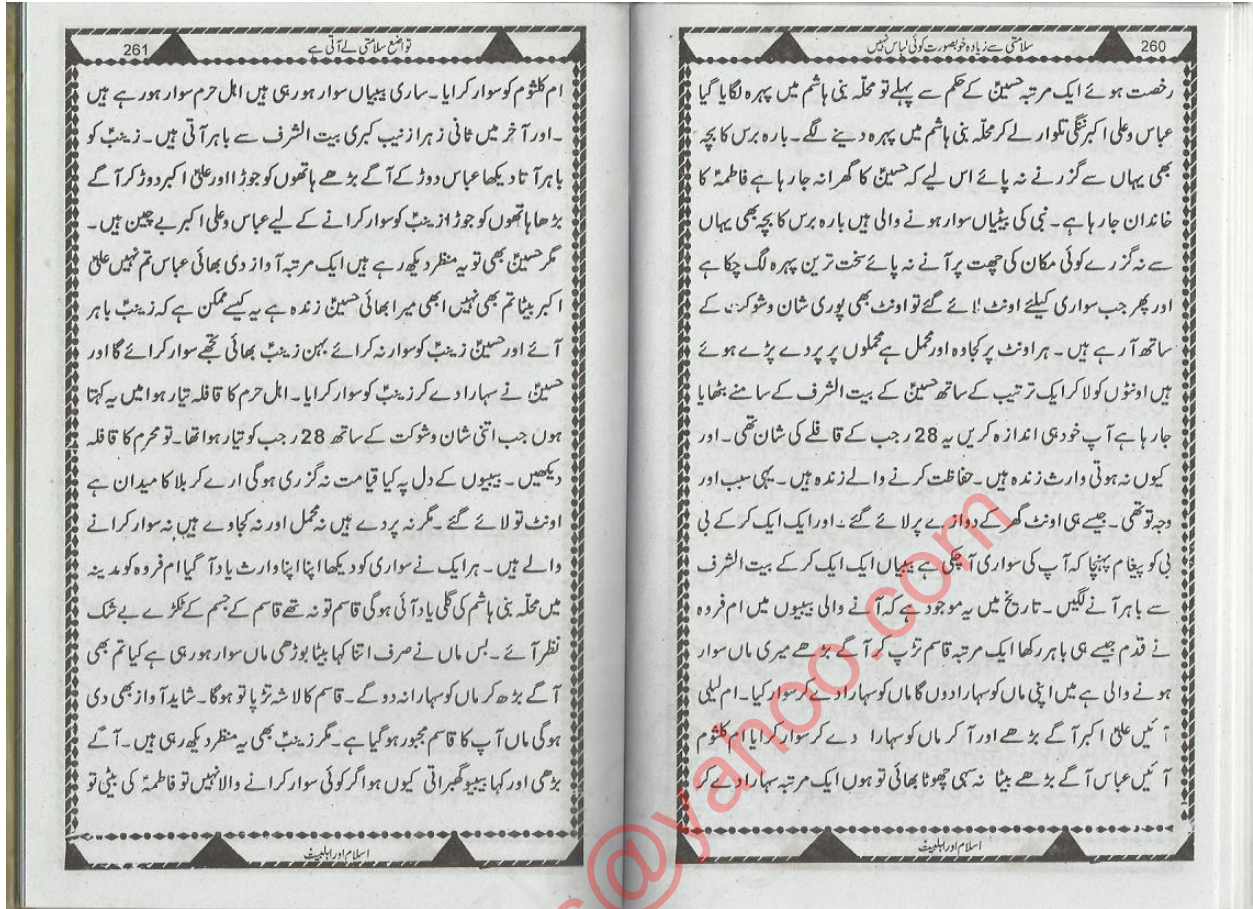 260
سلامتی سے زیادہ خوبصورت کوئی لباس نہیں
رخصت ہوئے ایک مرتبہ حسینؑ کے حکم سے پہلے تو محلّہ بنی ہاشم میں پہرہ لگایا گیا
عباس و علی اکبر ننگی تلوار لے کر محلّہ بنی ہاشم میں پہرہ دینے لگے۔ بارہ برس کا بچہ
بھی یہاں سے گزرنے نہ پائے اس لیے کہ حسینؑ کا گھرانہ جا رہا ہے فاطمہؑ کا
خاندان جا رہا ہے۔ نبی کی بیٹیاں سوار ہونے والی ہیں بارہ برس کا بچہ بھی یہاں
سے نہ گزرے کوئی مکان کی چھت پر آنے نہ پائے سخت ترین پہرہ لگ چکا ہے
اور پھر جب سواری کیلئے اونٹ لائے گئے تو اونٹ بھی پوری شان وشوکت کے
ساتھ آ رہے ہیں۔ ہر اونٹ پر کجاوہ اور محمل ہے محملوں پر پردے پڑے ہوئے
ہیں اونٹوں کو لا کر ایک ترتیب کے ساتھ حسینؑ کے بیت الشرف کے سامنے بٹھایا
جا رہا ہے آپ خود ہی اندازہ کریں یہ 28 رجب کے قافلے کی شان تھی۔ اور
کیوں نہ ہوتی وارث زندہ ہیں۔ حفاظت کرنے والے زندہ ہیں۔ یہی سبب اور
وجہ تو تھی۔ جیسے ہی اونٹ گھر کے دوازے پر لائے گئے۔ اور ایک ایک کر کے بی
بی کو پیغام پہنچا کہ آپ کی سواری آ چکی ہے بیبیاں ایک ایک کر کے بیت الشرف
سے باہر آنے لگیں۔ تاریخ میں یہ موجود ہے کہ آنے والی بیبیوں میں ام فروہ
نے قدم جیسے ہی باہر رکھا ایک مرتبہ قاسم تڑپ کر آگے بڑھے میری ماں سوار
ہونے والی ہے میں اپنی ماں کو سہارا دوں گا ماں کو سہارا دے کر سوار کیا۔ ام لیلیٰ
آئیں علیؑ اکبر آگے بڑھے اور آ کر ماں کو سہارا دے کر سوار کرایا ام کلثوم
آئیں عباس آگے بڑھے بیٹا نہ سہی چھوٹا بھائی تو ہوں ایک مرتبہ سہارا دے کر
اسلام اور اہلبیتؑ
261
تواضع سلامتی لے آتی ہے
ام کلثوم کو سوار کرایا۔ ساری بیبیاں سوار ہو رہی ہیں اہل حرم سوار ہو رہے ہیں
۔ اور آخر میں ثانی زہرا زینب کبری بیت الشرف سے باہر آتی ہیں۔ زینبؑ کو
باہر آتا دیکھا عباس دوڑ کے آگے بڑھے ہاتھوں کو جوڑا اور علیؑ اکبر دوڑ کر آگے
بڑھا ہاتھوں کو جوڑا زینبؑ کو سوار کرانے کے لیے عباس و علی اکبر بے چین ہیں۔
مگر حسینؑ بھی تو یہ منظر دیکھ رہے ہیں ایک مرتبہ آواز دی بھائی عباس تم نہیں علیؑ
اکبر بیٹا تم بھی نہیں ابھی میرا بھائی حسینؑ زندہ ہے یہ کیسے ممکن ہے کہ زینبؑ باہر
آئے اور حسینؑ زینبؑ کو سوار نہ کرائے بہن زینبؑ بھائی تجھے سوار کرائے گا اور
حسینؑ نے سہارا دے کر زینبؑ کو سوار کرایا۔ اہل حرم کا قافلہ تیار ہوا میں یہ کہتا
ہوں جب اتنی شان وشوکت کے ساتھ 28 رجب کو تیار ہوا تھا۔ تو محرم کا قافلہ
دیکھیں۔ بیبیوں کے دل پہ کیا قیامت نہ گزری ہوگی ارے کربلا کا میدان ہے
اونٹ تو لائے گئے۔ مگر نہ پردے ہیں نہ محمل اور نہ کجاوے ہیں نہ سوار کرانے
والے ہیں۔ ہر ایک نے سواری کو دیکھا اپنا اپنا وارث یاد آ گیا ام فروہ کو مدینہ
میں محلّہ بنی ہاشم کی گلی یاد آئی ہوگی قاسم تو نہ تھے قاسم کے جسم کے ٹکڑے بے شک
نظر آئے۔ بس ماں نے صرف اتنا کہا بیٹا بوڑھی ماں سوار ہو رہی ہے کیا تم بھی
آگے بڑھ کر ماں کو سہارا نہ دو گے۔ قاسم کا لاشہ تڑپا تو ہوگا۔ شاید آواز بھی دی
ہوگی ماں آپ کا قاسم مجبور ہو گیا ہے۔ مگر زینبؑ بھی یہ منظر دیکھ رہی ہیں۔ آگے
بڑھی اور کہا بیبیو گھبراتی کیوں ہو اگر کوئی سوار کرانے والا نہیں تو فاطمہؑ کی بیٹی تو
اسلام اور اہلبیتؑ
s@yahoo.com